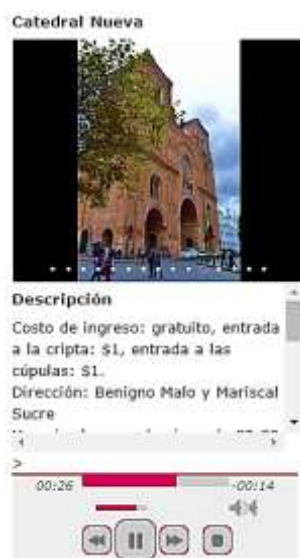 Catedral Nueva
Descripción
Costo de ingreso: gratuito, entrada
a la cripta: $1, entrada a las
cúpulas: $1.
Dirección: Benigno Malo y Mariscal
Sucre
>
00:26
-00:14